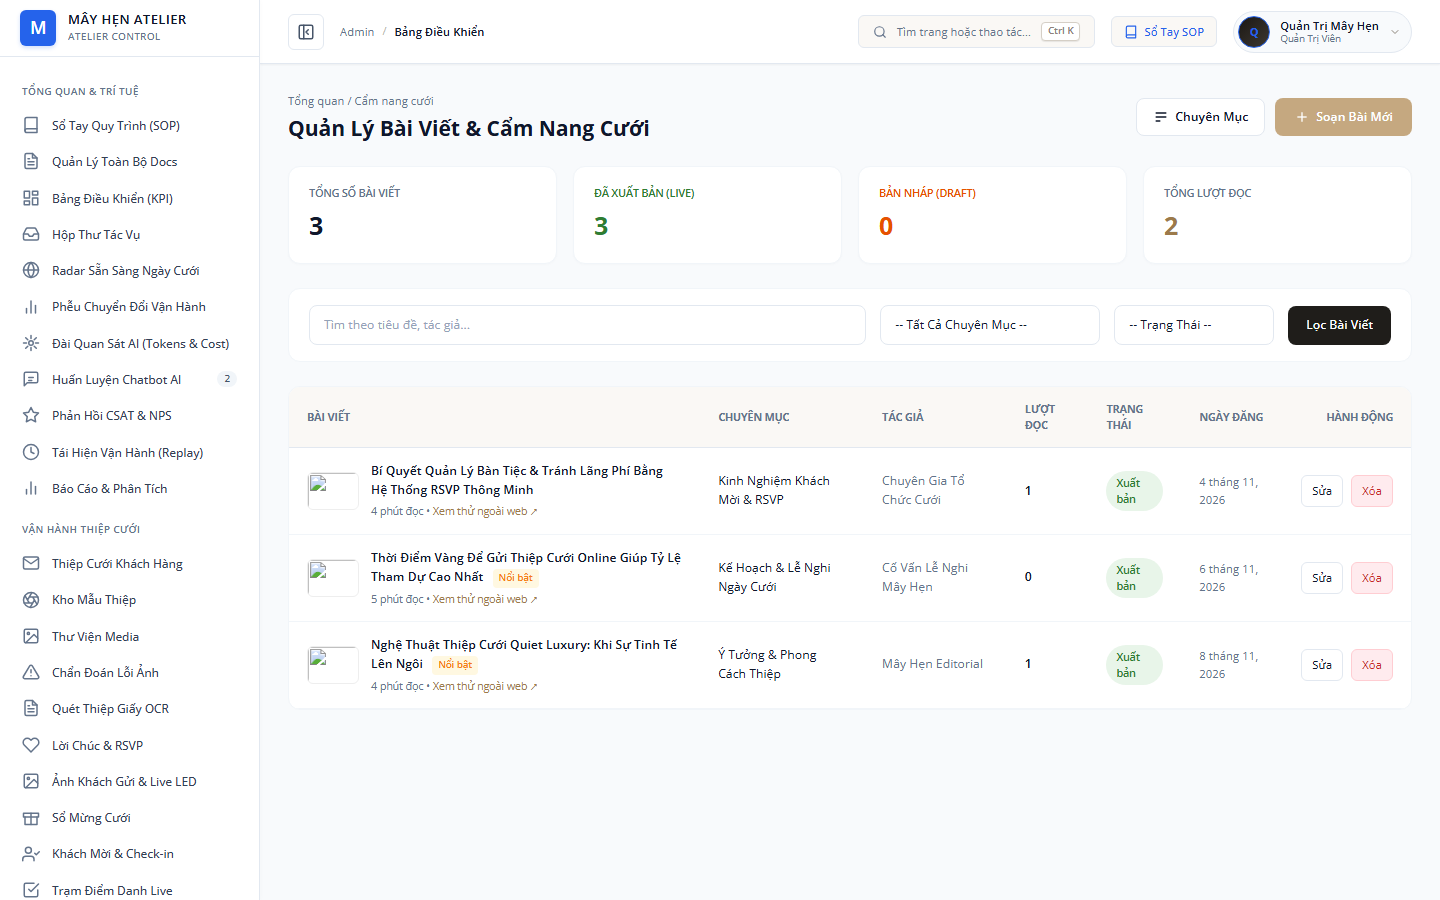 M
MÂY HẸN ATELIER
ATELIER CONTROL
Admin / Bảng Điều Khiển
Tìm trang hoặc thao tác...
Ctrl K
Sổ Tay SOP
Q
Quản Trị Mây Hẹn
Quản Trị Viên
TỔNG QUAN & TRÍ TUỆ
Sổ Tay Quy Trình (SOP)
Quản Lý Toàn Bộ Docs
Bảng Điều Khiển (KPI)
Hộp Thư Tác Vụ
Radar Sẵn Sàng Ngày Cưới
Phễu Chuyển Đổi Vận Hành
Đài Quan Sát AI (Tokens & Cost)
Huấn Luyện Chatbot AI
2
Phản Hồi CSAT & NPS
Tái Hiện Vận Hành (Replay)
Báo Cáo & Phân Tích
VẬN HÀNH THIỆP CƯỚI
Thiệp Cưới Khách Hàng
Kho Mẫu Thiệp
Thư Viện Media
Chẩn Đoán Lỗi Ảnh
Quét Thiệp Giấy OCR
Lời Chúc & RSVP
Ảnh Khách Gửi & Live LED
Sổ Mừng Cưới
Khách Mời & Check-in
Trạm Điểm Danh Live
Tổng quan / Cẩm nang cưới
Quản Lý Bài Viết & Cẩm Nang Cưới
Chuyên Mục
Soạn Bài Mới
TỔNG SỐ BÀI VIẾT
3
ĐÃ XUẤT BẢN (LIVE)
3
BẢN NHÁP (DRAFT)
0
TỔNG LƯỢT ĐỌC
2
Tìm theo tiêu đề, tác giả...
-- Tất Cả Chuyên Mục --
-- Trạng Thái --
Lọc Bài Viết
BÀI VIẾT
CHUYÊN MỤC
TÁC GIẢ
LƯỢT
ĐỌC
TRẠNG
THÁI
NGÀY ĐĂNG
HÀNH ĐỘNG
Bí Quyết Quản Lý Bàn Tiệc & Tránh Lãng Phí Bằng
Hệ Thống RSVP Thông Minh
4 phút đọc • Xem thử ngoài web ↗
Kinh Nghiệm Khách
Mời & RSVP
Chuyên Gia Tổ
Chức Cưới
1
Xuất
bản
4 tháng 11,
2026
Sửa
Xóa
Thời Điểm Vàng Để Gửi Thiệp Cưới Online Giúp Tỷ Lệ
Tham Dự Cao Nhất Nổi bật
5 phút đọc • Xem thử ngoài web ↗
Kế Hoạch & Lễ Nghi
Ngày Cưới
Cố Vấn Lễ Nghi
Mây Hẹn
0
Xuất
bản
6 tháng 11,
2026
Sửa
Xóa
Nghệ Thuật Thiệp Cưới Quiet Luxury: Khi Sự Tinh Tế
Lên Ngôi Nổi bật
4 phút đọc • Xem thử ngoài web ↗
Ý Tưởng & Phong
Cách Thiệp
Mây Hẹn Editorial
1
Xuất
bản
8 tháng 11,
2026
Sửa
Xóa